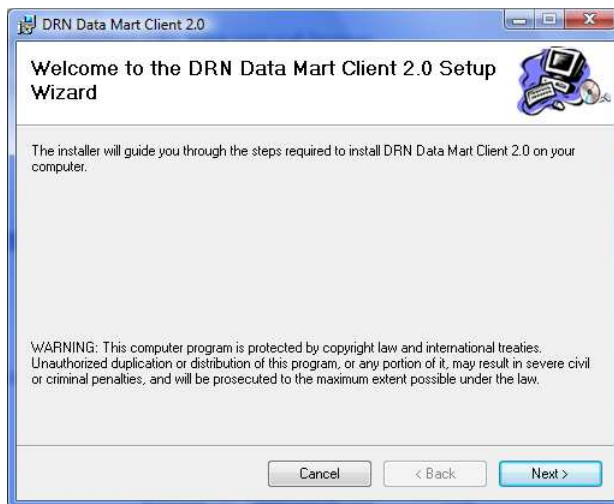 DRN Data Mart Client 2.0
Welcome to the DRN Data Mart Client 2.0 Setup
Wizard
The installer will guide you through the steps required to install DRN Data Mart Client 2.0 on your
computer.
WARNING: This computer program is protected by copyright law and international treaties.
Unauthorized duplication or distribution of this program, or any portion of it, may result in severe civil
or criminal penalties, and will be prosecuted to the maximum extent possible under the law.
Cancel
< Back
Next >